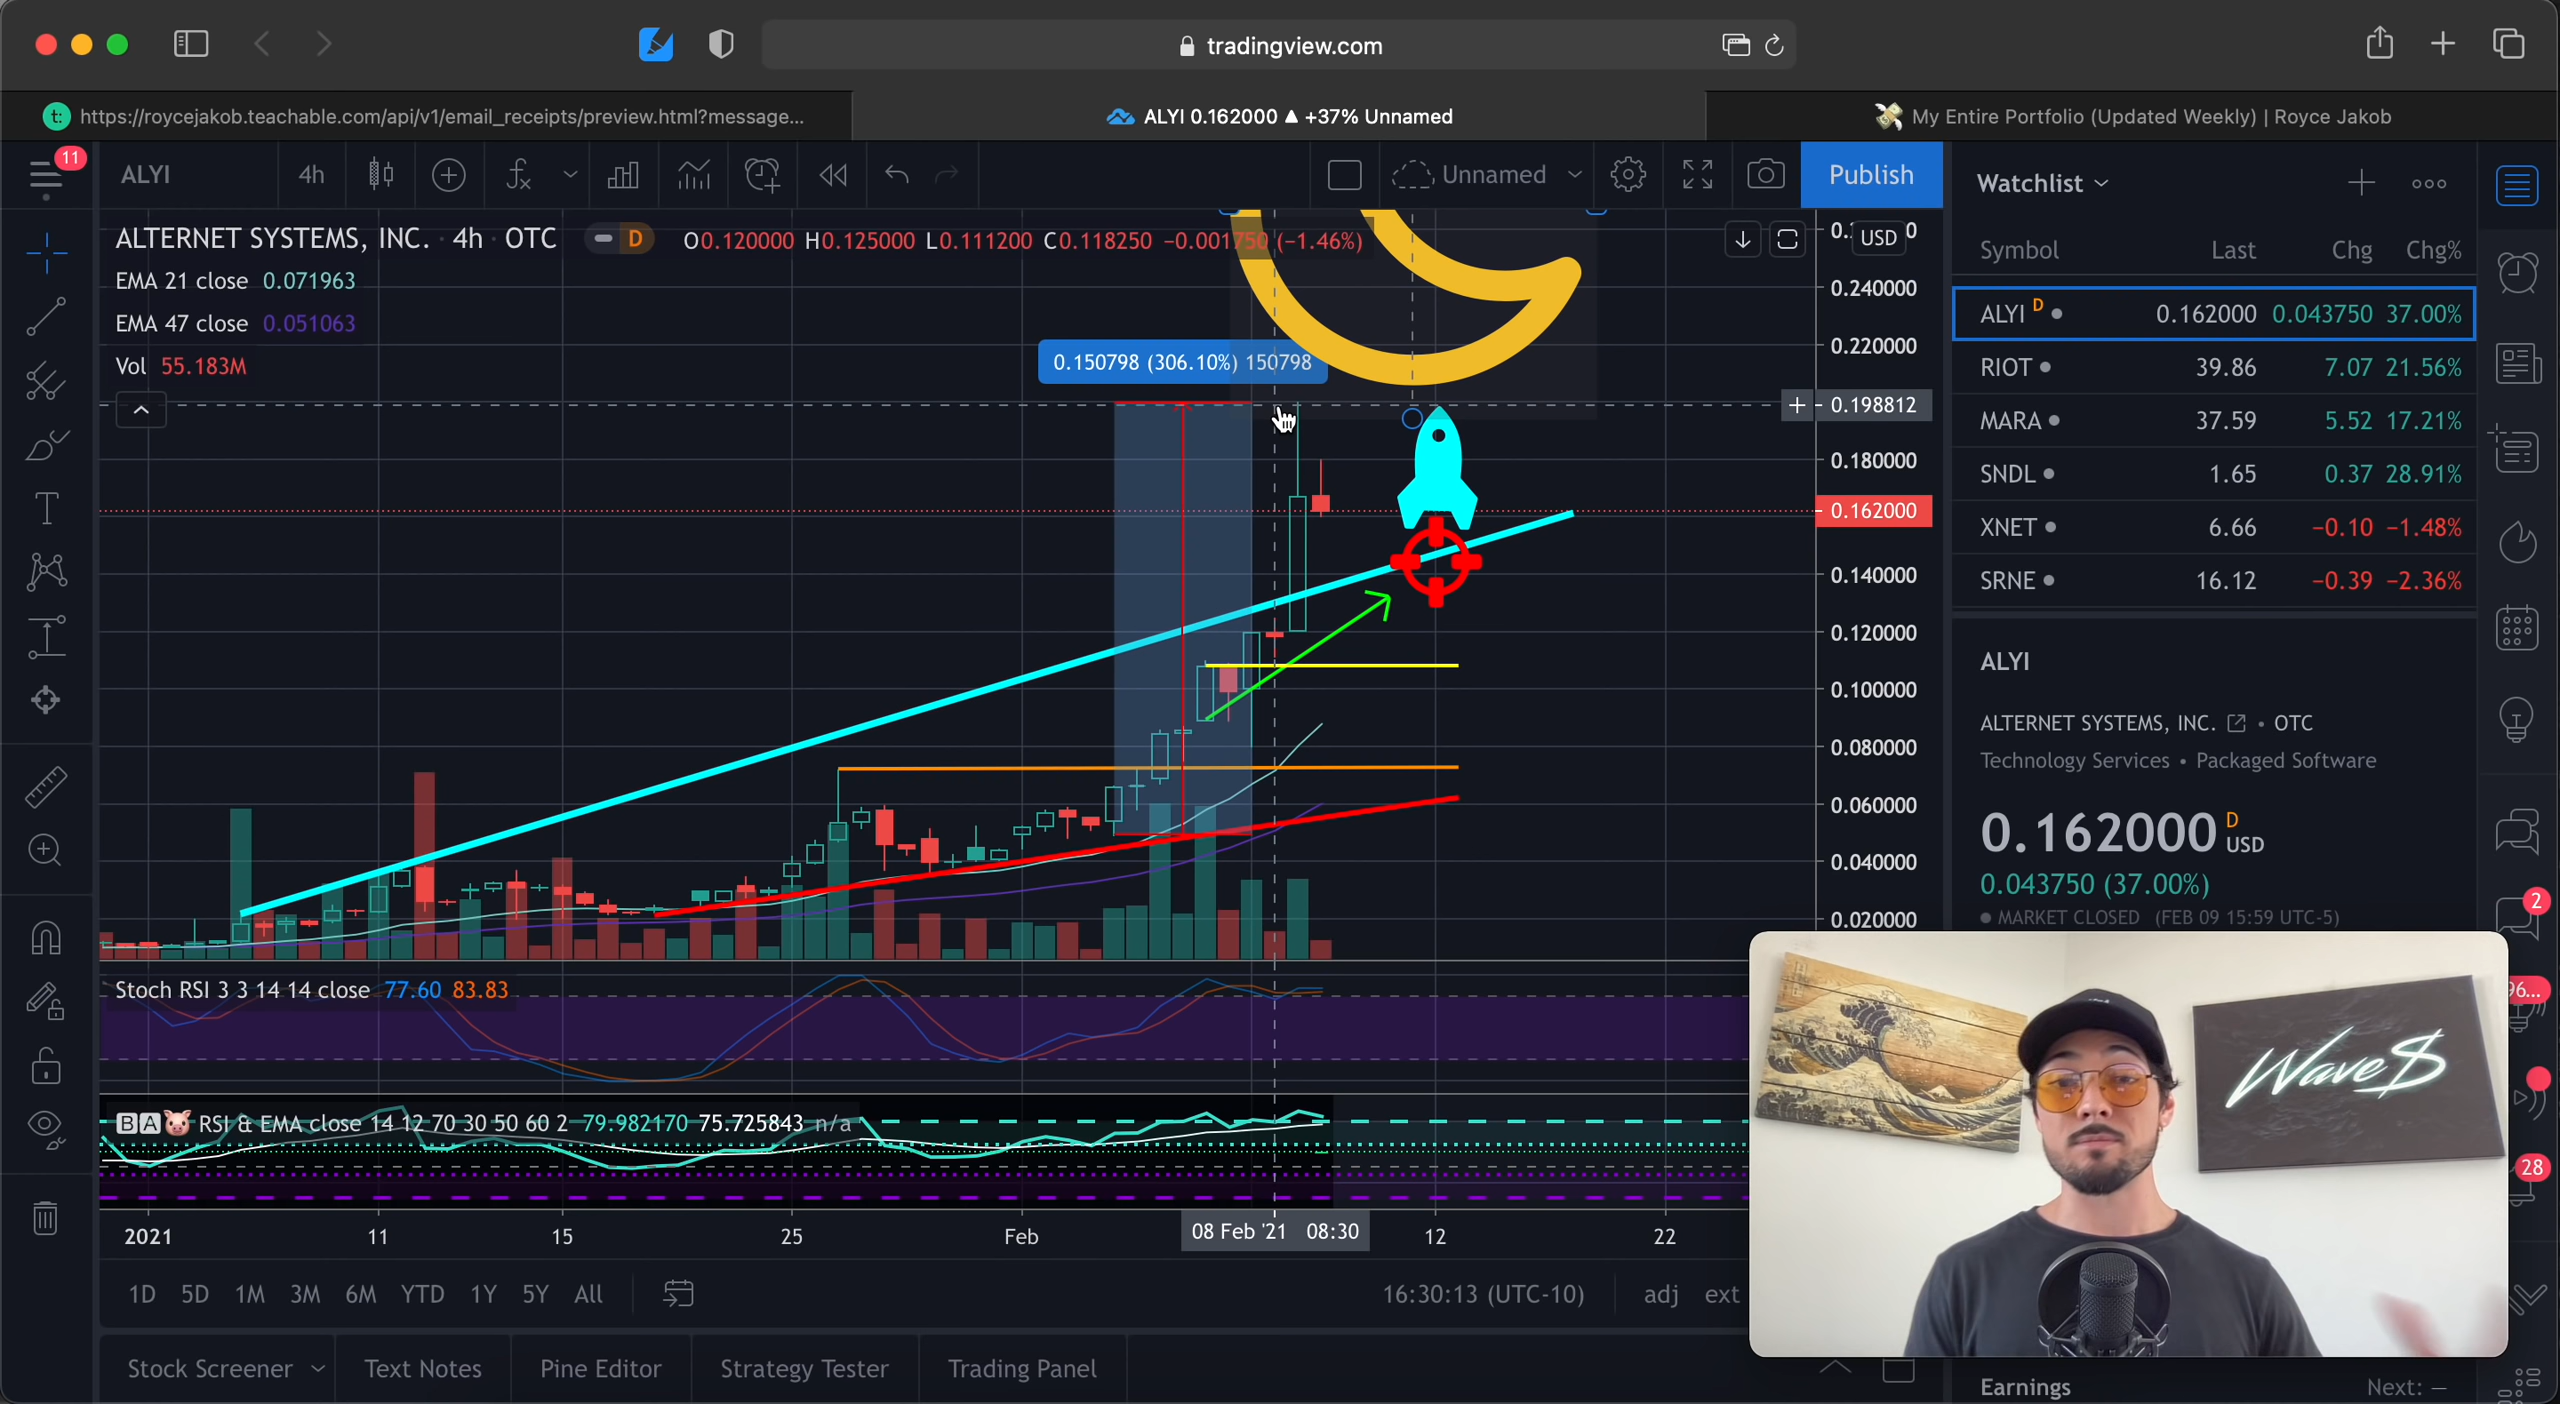 tradingview.com
t: https://roycejakob.teachable.com/api/v1/email_receipts/preview.html?message...
ALYI 0.162000 ▲ +37% Unnamed
My Entire Portfolio (Updated Weekly) | Royce Jakob
11
ALYI
4h
Unnamed
Publish
Watchlist
ALTERNET SYSTEMS, INC. · 4h · OTC
D
O0.120000 H0.125000 L0.111200 C0.118250 −0.001750 (−1.46%)
EMA 21 close 0.071963
EMA 47 close 0.051063
Vol 55.183M
0.150798 (306.10%) 150798
USD
0.240000
0.220000
0.198812
0.180000
0.162000
0.140000
0.120000
0.100000
0.080000
0.060000
0.040000
0.020000
Symbol Last Chg Chg%
ALYI D 0.162000 0.043750 37.00%
RIOT 39.86 7.07 21.56%
MARA 37.59 5.52 17.21%
SNDL 1.65 0.37 28.91%
XNET 6.66 −0.10 −1.48%
SRNE 16.12 −0.39 −2.36%
ALYI
ALTERNET SYSTEMS, INC. • OTC
Technology Services • Packaged Software
0.162000 D USD
0.043750 (37.00%)
MARKET CLOSED (FEB 09 15:59 UTC-5)
2
96...
28
Wave$
Stoch RSI 3 3 14 14 close 77.60 83.83
BA RSI & EMA close 14 12 70 30 50 60 2 79.982170 75.725843 n/a
2021 11 15 25 Feb 08 Feb '21 08:30 12 22
1D 5D 1M 3M 6M YTD 1Y 5Y All
16:30:13 (UTC-10) adj ext
Stock Screener Text Notes Pine Editor Strategy Tester Trading Panel
Earnings Next: —